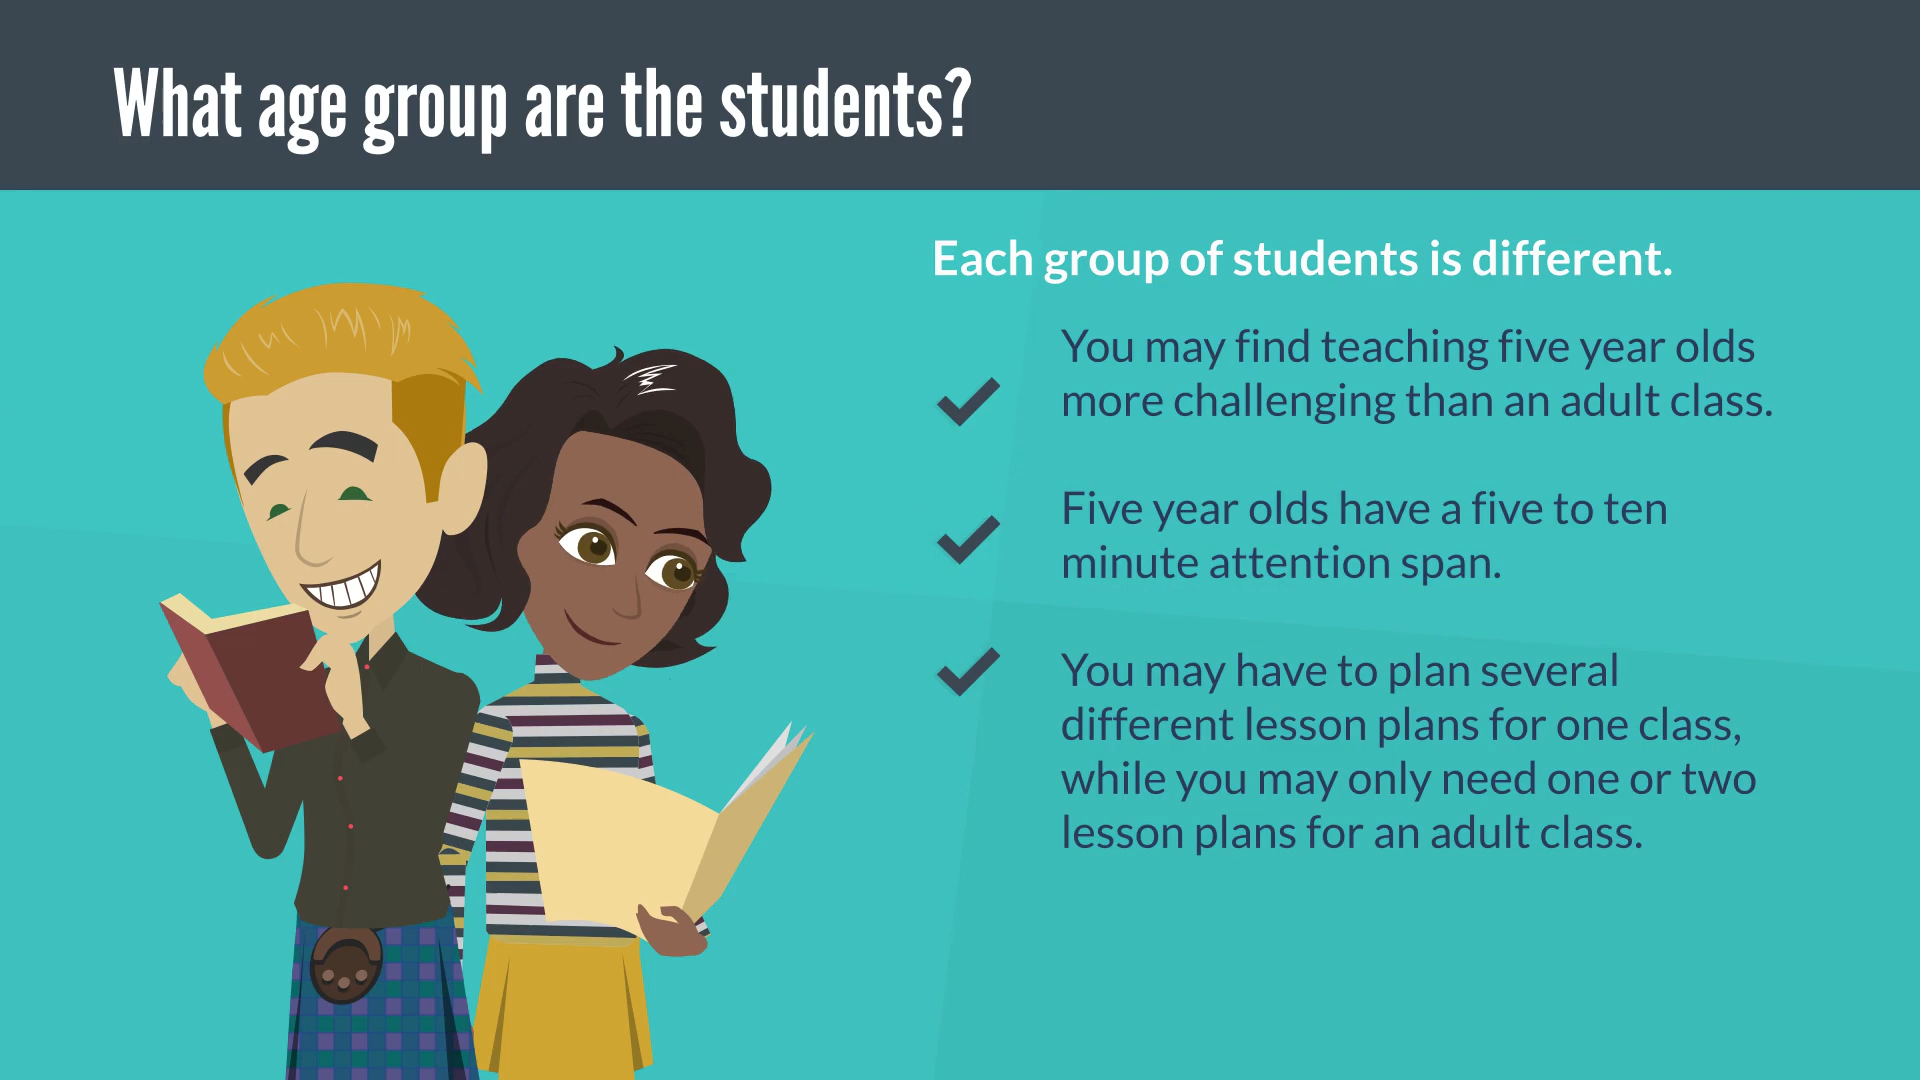 What age group are the students?
Each group of students is different.
You may find teaching five year olds
more challenging than an adult class.
Five year olds have a five to ten
minute attention span.
You may have to plan several
different lesson plans for one class,
while you may only need one or two
lesson plans for an adult class.